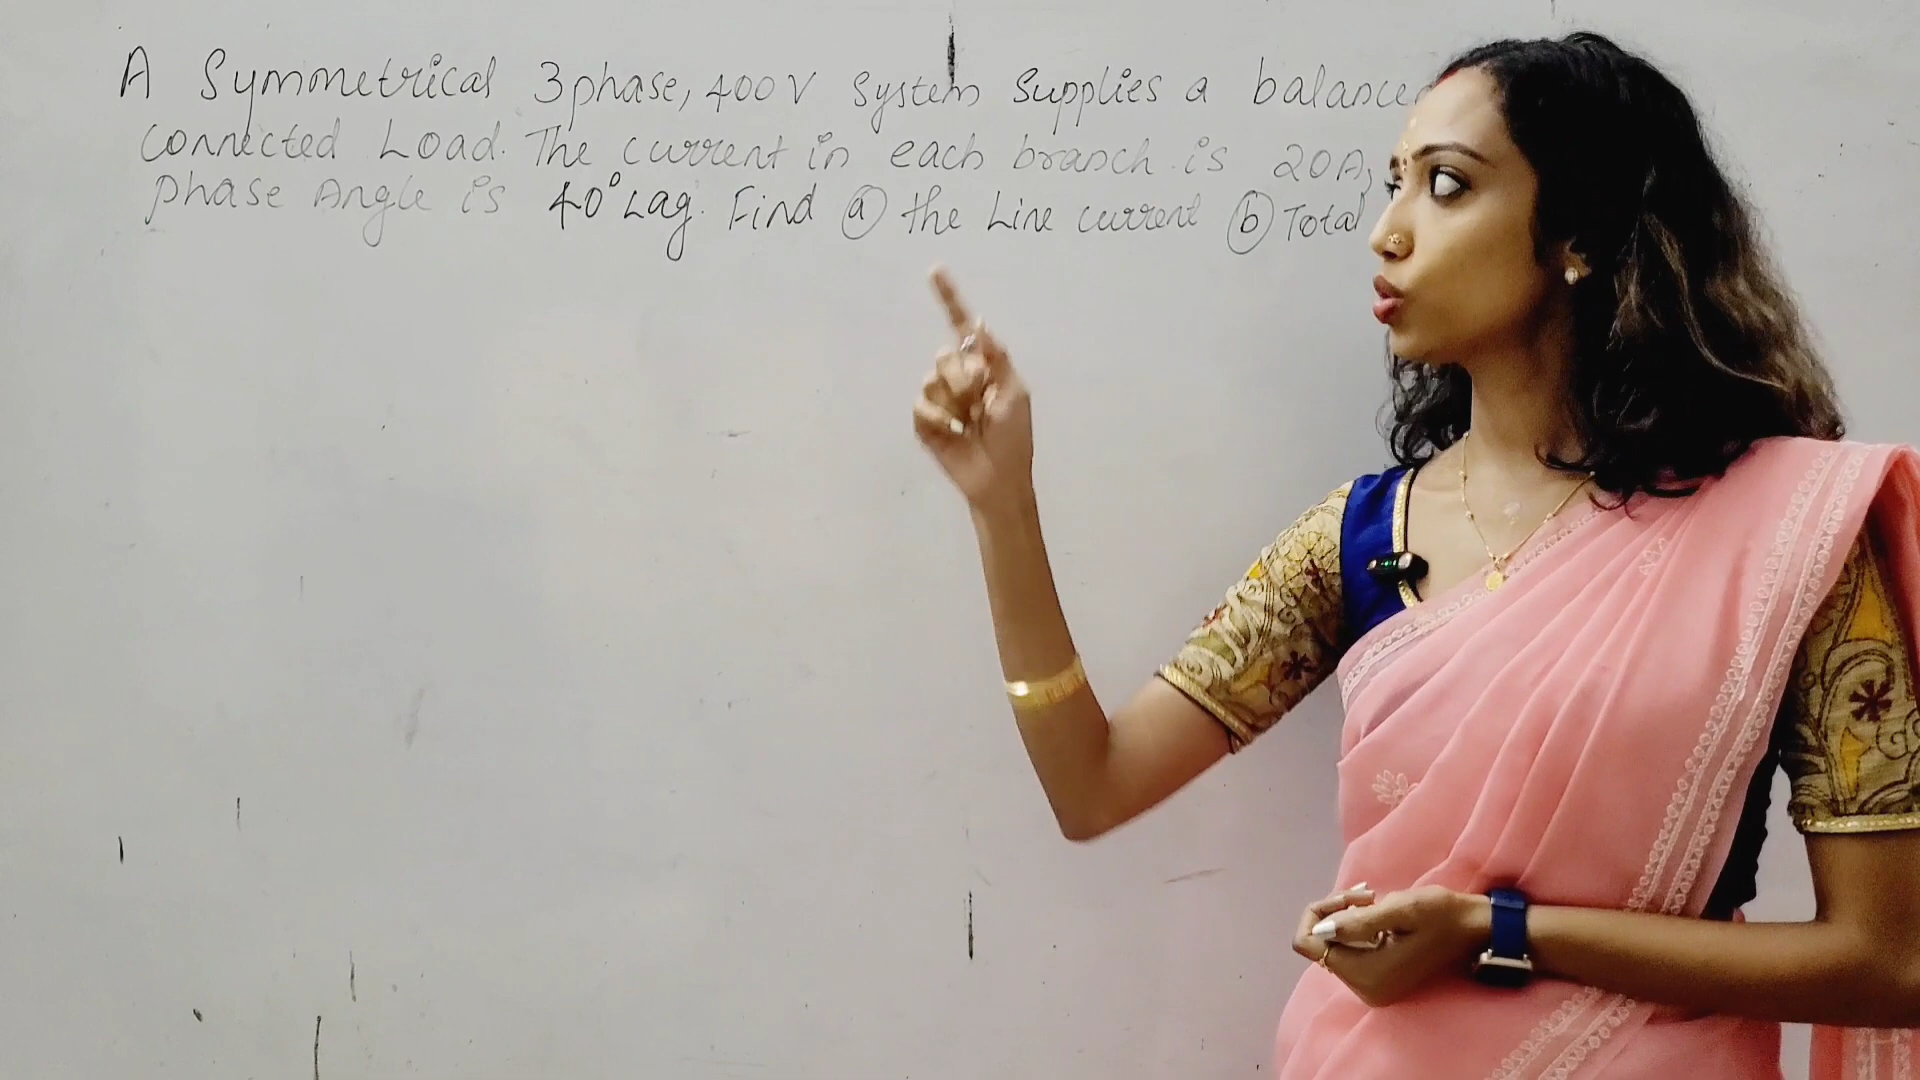 A Symmetrical 3phase, 400V System Supplies a balance
connected Load. The current in each branch is 20A,
Phase Angle is 40° Lag. Find (a) the Line current (b) Total